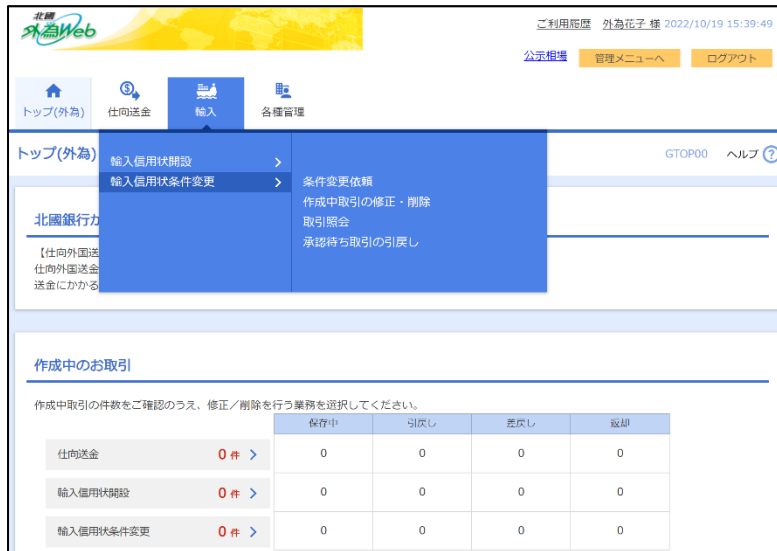 北國
外為Web
ご利用履歴 外為花子 様 2022/10/19 15:39:49
公示相場 管理メニューへ ログアウト
トップ(外為) 仕向送金 輸入 各種管理
トップ(外為) GTOP00 ヘルプ ?
輸入信用状開設
輸入信用状条件変更
条件変更依頼
作成中取引の修正・削除
取引照会
承認待ち取引の引戻し
北國銀行か
【仕向外国送
仕向外国送金
送金にかかる
作成中のお取引
作成中取引の件数をご確認のうえ、修正/削除を行う業務を選択してください。
保存中 引戻し 差戻し 返却
仕向送金 0 件 0 0 0 0
輸入信用状開設 0 件 0 0 0 0
輸入信用状条件変更 0 件 0 0 0 0